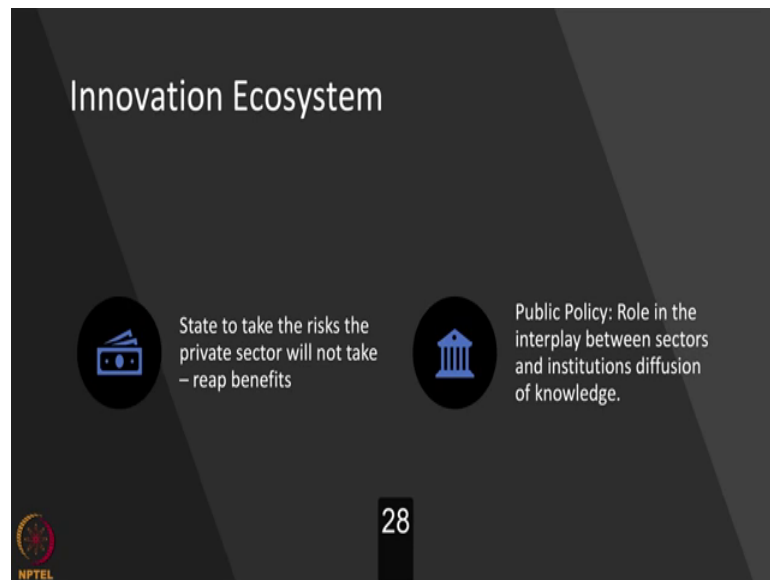 Innovation Ecosystem
State to take the risks the
private sector will not take
– reap benefits
Public Policy: Role in the
interplay between sectors
and institutions diffusion
of knowledge.
28
NPTEL